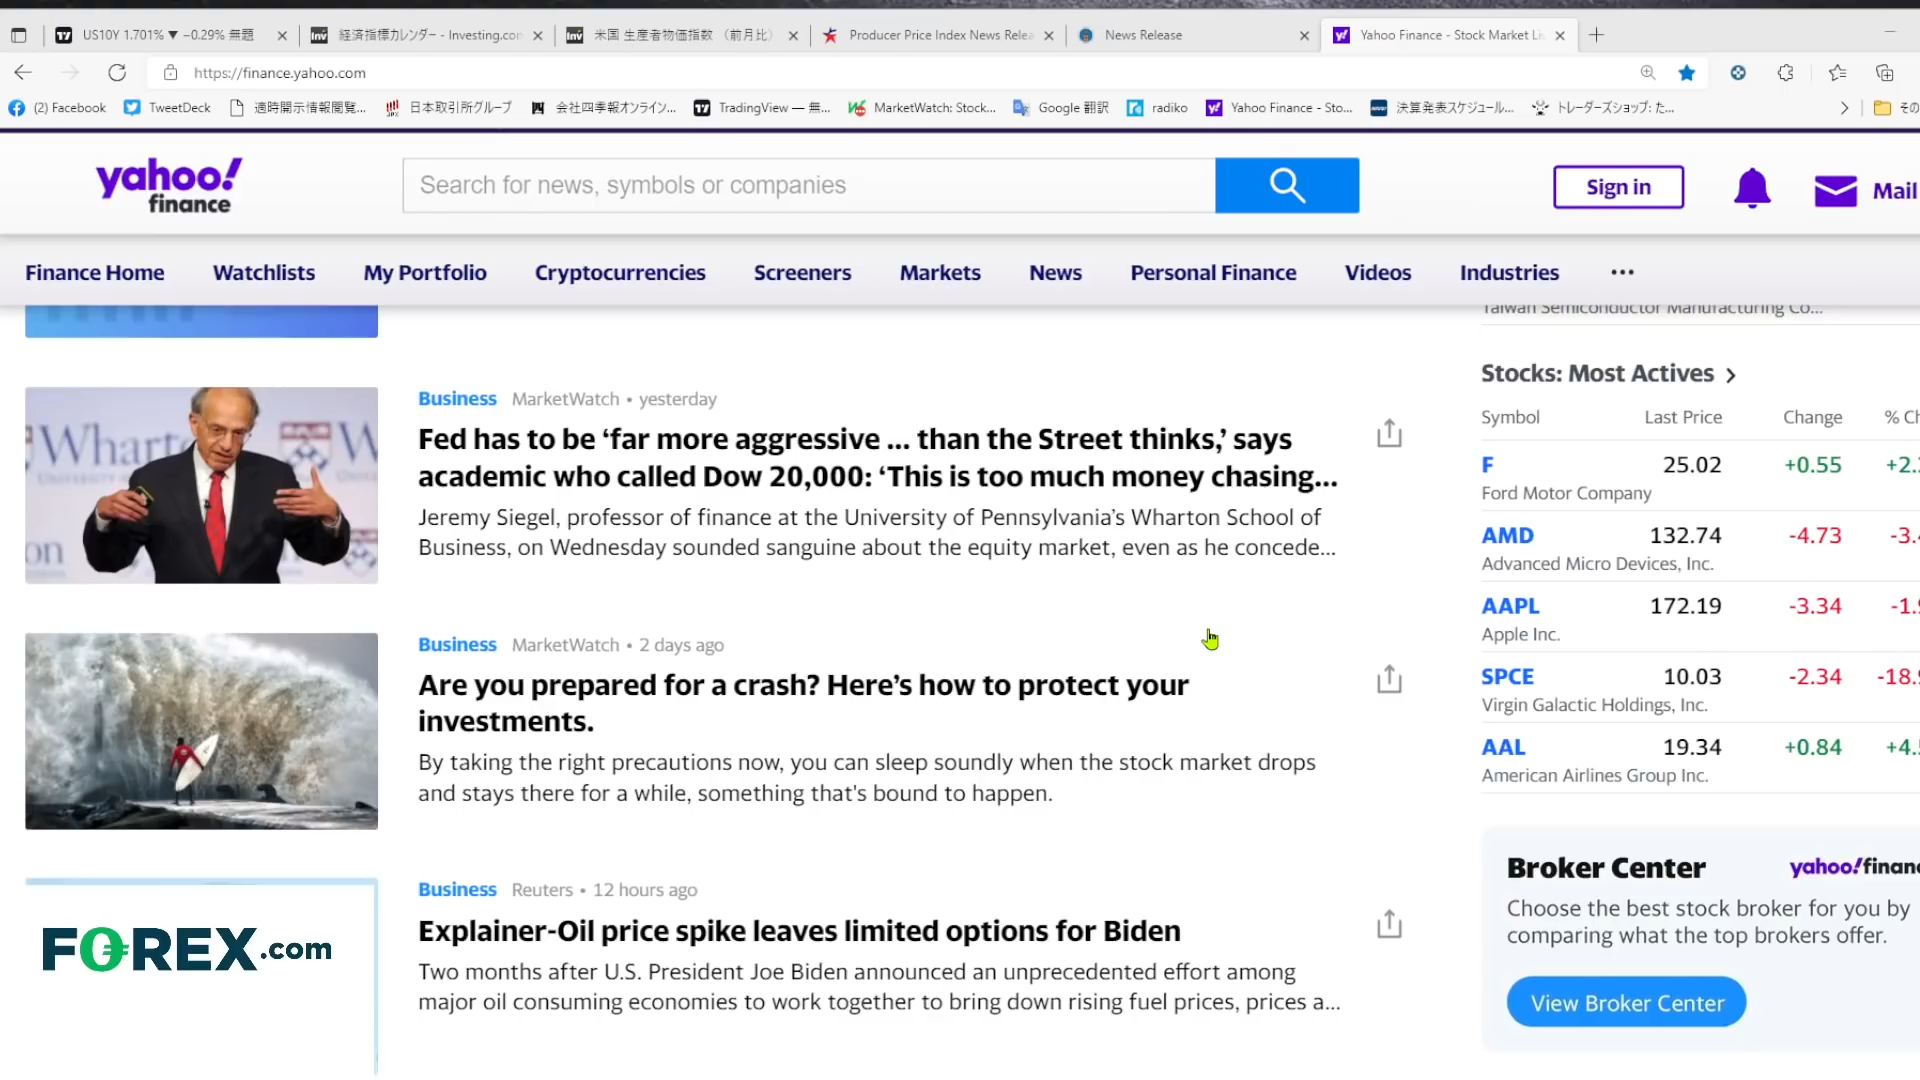 US10Y 1.701% ▼ −0.29% 無題
経済指標カレンダー - Investing.com
米国 生産者物価指数 （前月比）
Producer Price Index News Relea
News Release
Yahoo Finance - Stock Market Li
https://finance.yahoo.com
(2) Facebook
TweetDeck
適時開示情報閲覧...
日本取引所グループ
会社四季報オンライン...
TradingView — 無...
MarketWatch: Stock...
Google 翻訳
radiko
Yahoo Finance - Sto...
決算発表スケジュール...
トレーダーズショップ: た...
その
yahoo!
finance
Search for news, symbols or companies
Sign in
Mail
Finance Home
Watchlists
My Portfolio
Cryptocurrencies
Screeners
Markets
News
Personal Finance
Videos
Industries
...
Business MarketWatch • yesterday
Fed has to be ‘far more aggressive ... than the Street thinks,’ says
academic who called Dow 20,000: ‘This is too much money chasing...
Jeremy Siegel, professor of finance at the University of Pennsylvania’s Wharton School of
Business, on Wednesday sounded sanguine about the equity market, even as he concede...
Business MarketWatch • 2 days ago
Are you prepared for a crash? Here’s how to protect your
investments.
By taking the right precautions now, you can sleep soundly when the stock market drops
and stays there for a while, something that's bound to happen.
FOREX.com
Business Reuters • 12 hours ago
Explainer-Oil price spike leaves limited options for Biden
Two months after U.S. President Joe Biden announced an unprecedented effort among
major oil consuming economies to work together to bring down rising fuel prices, prices a...
Taiwan Semiconductor Manufacturing Co...
Stocks: Most Actives
Symbol Last Price Change % Ch
F 25.02 +0.55 +2.
Ford Motor Company
AMD 132.74 -4.73 -3.
Advanced Micro Devices, Inc.
AAPL 172.19 -3.34 -1.
Apple Inc.
SPCE 10.03 -2.34 -18.
Virgin Galactic Holdings, Inc.
AAL 19.34 +0.84 +4.
American Airlines Group Inc.
Broker Center
yahoo!finan
Choose the best stock broker for you by
comparing what the top brokers offer.
View Broker Center